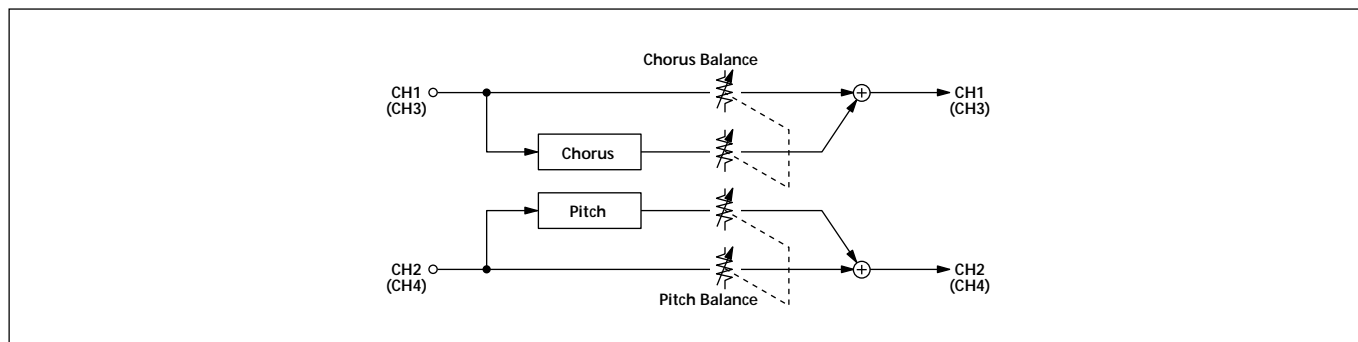 Chorus Balance
CH1
(CH3)
CH1
(CH3)
Chorus
Pitch
CH2
(CH4)
CH2
(CH4)
Pitch Balance